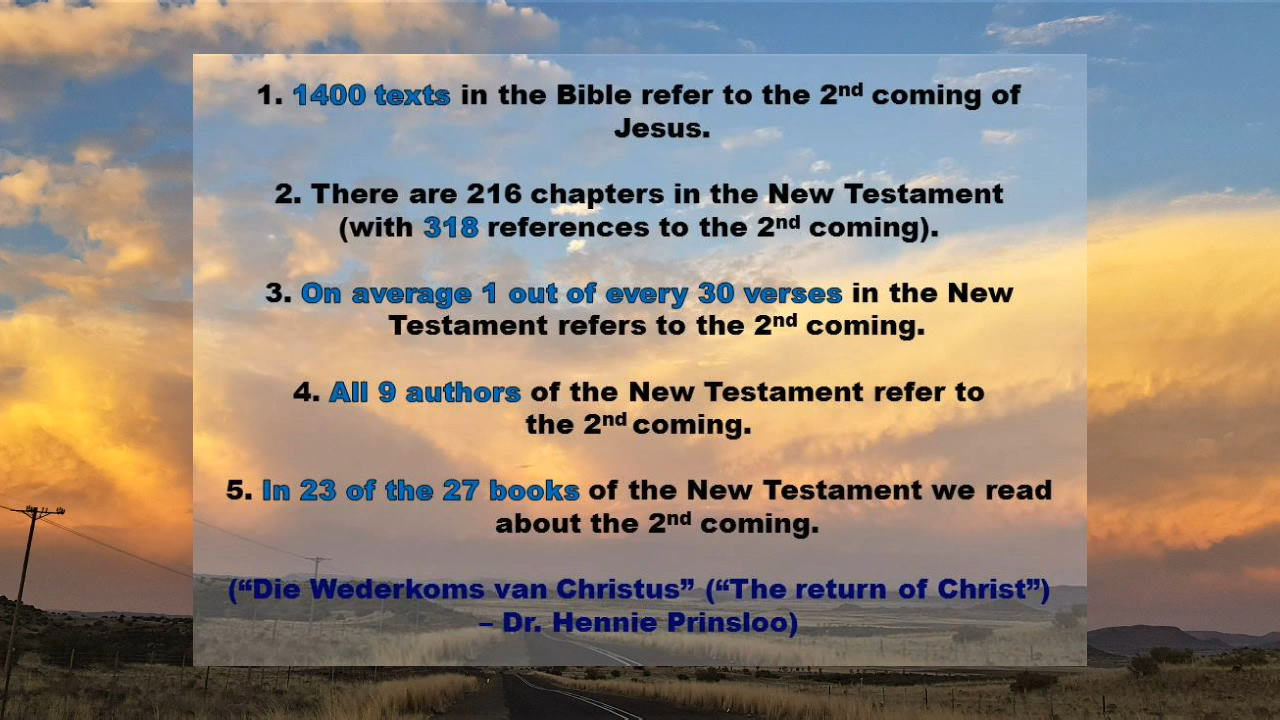 1. 1400 texts in the Bible refer to the 2nd coming of
Jesus.
2. There are 216 chapters in the New Testament
(with 318 references to the 2nd coming).
3. On average 1 out of every 30 verses in the New
Testament refers to the 2nd coming.
4. All 9 authors of the New Testament refer to
the 2nd coming.
5. In 23 of the 27 books of the New Testament we read
about the 2nd coming.
(“Die Wederkoms van Christus” (“The return of Christ”)
– Dr. Hennie Prinsloo)